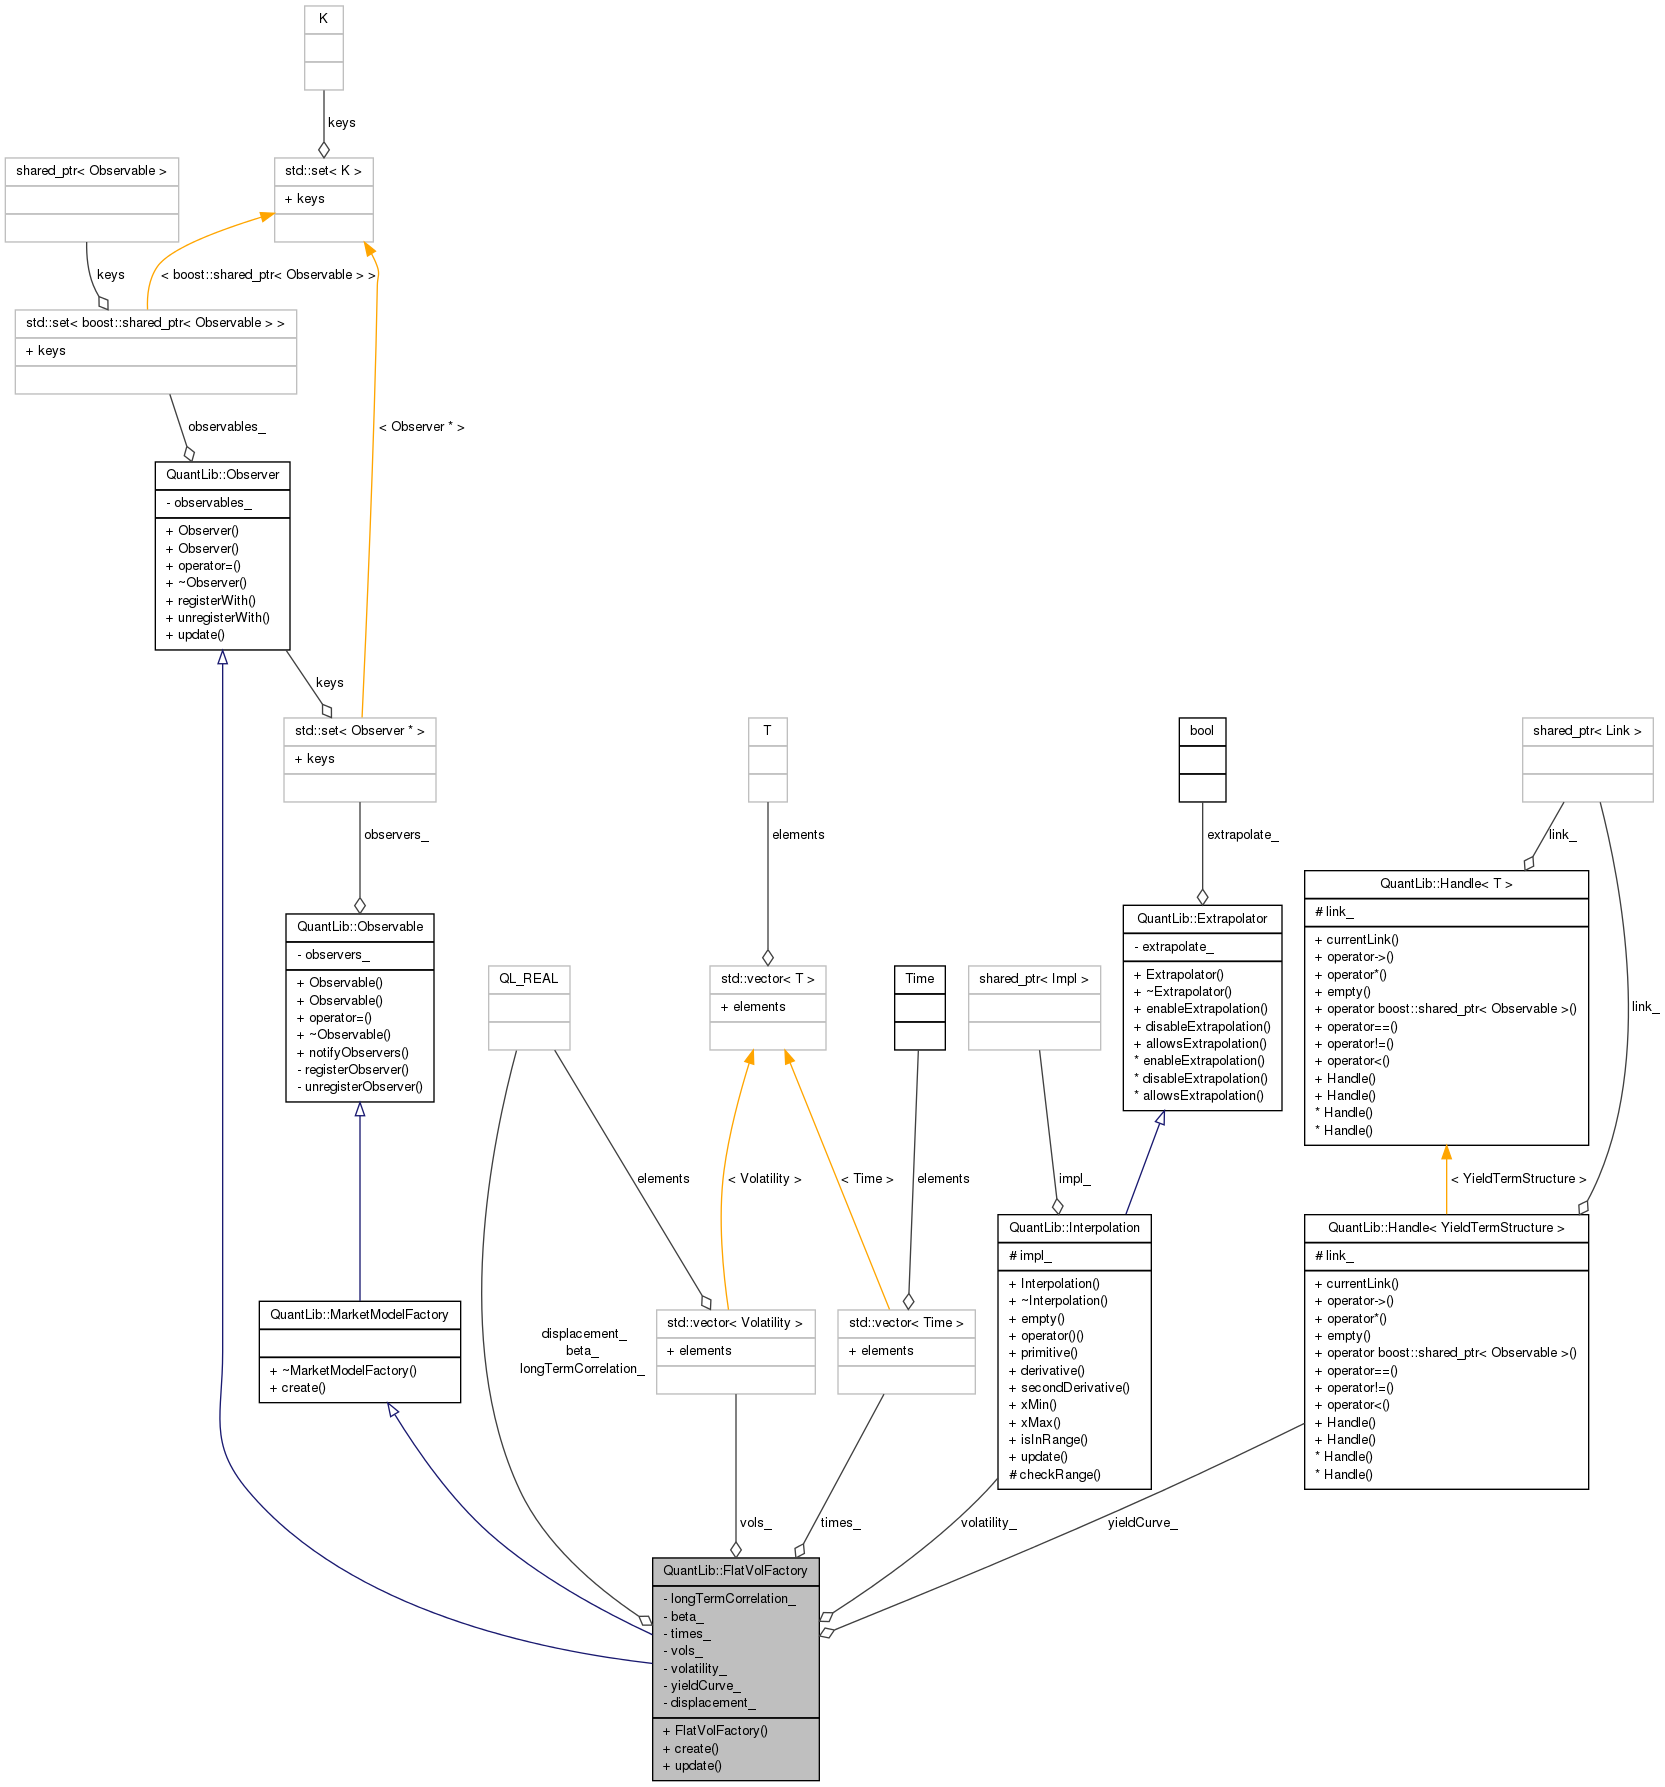 K
keys
shared_ptr< Observable >
std::set< K >
+ keys
keys
< boost::shared_ptr< Observable > >
std::set< boost::shared_ptr< Observable > >
+ keys
observables_
< Observer * >
QuantLib::Observer
- observables_
+ Observer()
+ Observer()
+ operator=()
+ ~Observer()
+ registerWith()
+ unregisterWith()
+ update()
keys
std::set< Observer * >
+ keys
T
bool
shared_ptr< Link >
observers_
elements
extrapolate_
link_
QuantLib::Observable
- observers_
+ Observable()
+ Observable()
+ operator=()
+ ~Observable()
+ notifyObservers()
- registerObserver()
- unregisterObserver()
QL_REAL
std::vector< T >
+ elements
Time
shared_ptr< Impl >
QuantLib::Extrapolator
- extrapolate_
+ Extrapolator()
+ ~Extrapolator()
+ enableExtrapolation()
+ disableExtrapolation()
+ allowsExtrapolation()
* enableExtrapolation()
* disableExtrapolation()
* allowsExtrapolation()
QuantLib::Handle< T >
# link_
+ currentLink()
+ operator->()
+ operator*()
+ empty()
+ operator boost::shared_ptr< Observable >()
+ operator==()
+ operator!=()
+ operator<()
+ Handle()
+ Handle()
* Handle()
* Handle()
link_
elements
< Volatility >
< Time >
elements
impl_
< YieldTermStructure >
QuantLib::MarketModelFactory
+ ~MarketModelFactory()
+ create()
displacement_
beta_
longTermCorrelation_
std::vector< Volatility >
+ elements
std::vector< Time >
+ elements
QuantLib::Interpolation
# impl_
+ Interpolation()
+ ~Interpolation()
+ empty()
+ operator()()
+ primitive()
+ derivative()
+ secondDerivative()
+ xMin()
+ xMax()
+ isInRange()
+ update()
# checkRange()
QuantLib::Handle< YieldTermStructure >
# link_
+ currentLink()
+ operator->()
+ operator*()
+ empty()
+ operator boost::shared_ptr< Observable >()
+ operator==()
+ operator!=()
+ operator<()
+ Handle()
+ Handle()
* Handle()
* Handle()
vols_
times_
volatility_
yieldCurve_
QuantLib::FlatVolFactory
- longTermCorrelation_
- beta_
- times_
- vols_
- volatility_
- yieldCurve_
- displacement_
+ FlatVolFactory()
+ create()
+ update()